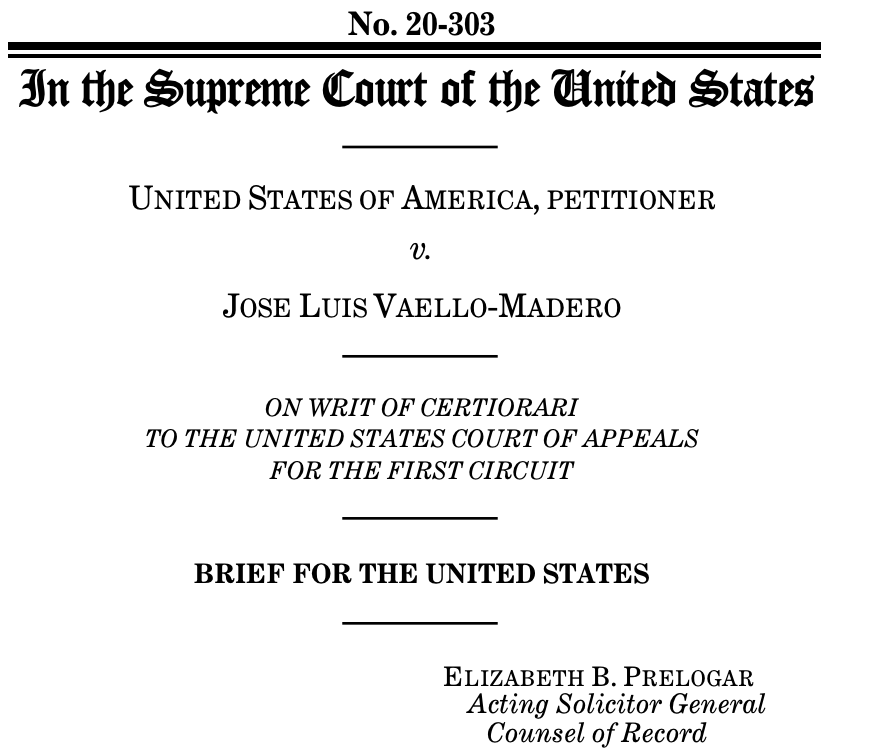 No. 20-303
In the Supreme Court of the United States
UNITED STATES OF AMERICA, PETITIONER
v.
JOSE LUIS VAELLO-MADERO
ON WRIT OF CERTIORARI
TO THE UNITED STATES COURT OF APPEALS
FOR THE FIRST CIRCUIT
BRIEF FOR THE UNITED STATES
ELIZABETH B. PRELOGAR
Acting Solicitor General
Counsel of Record